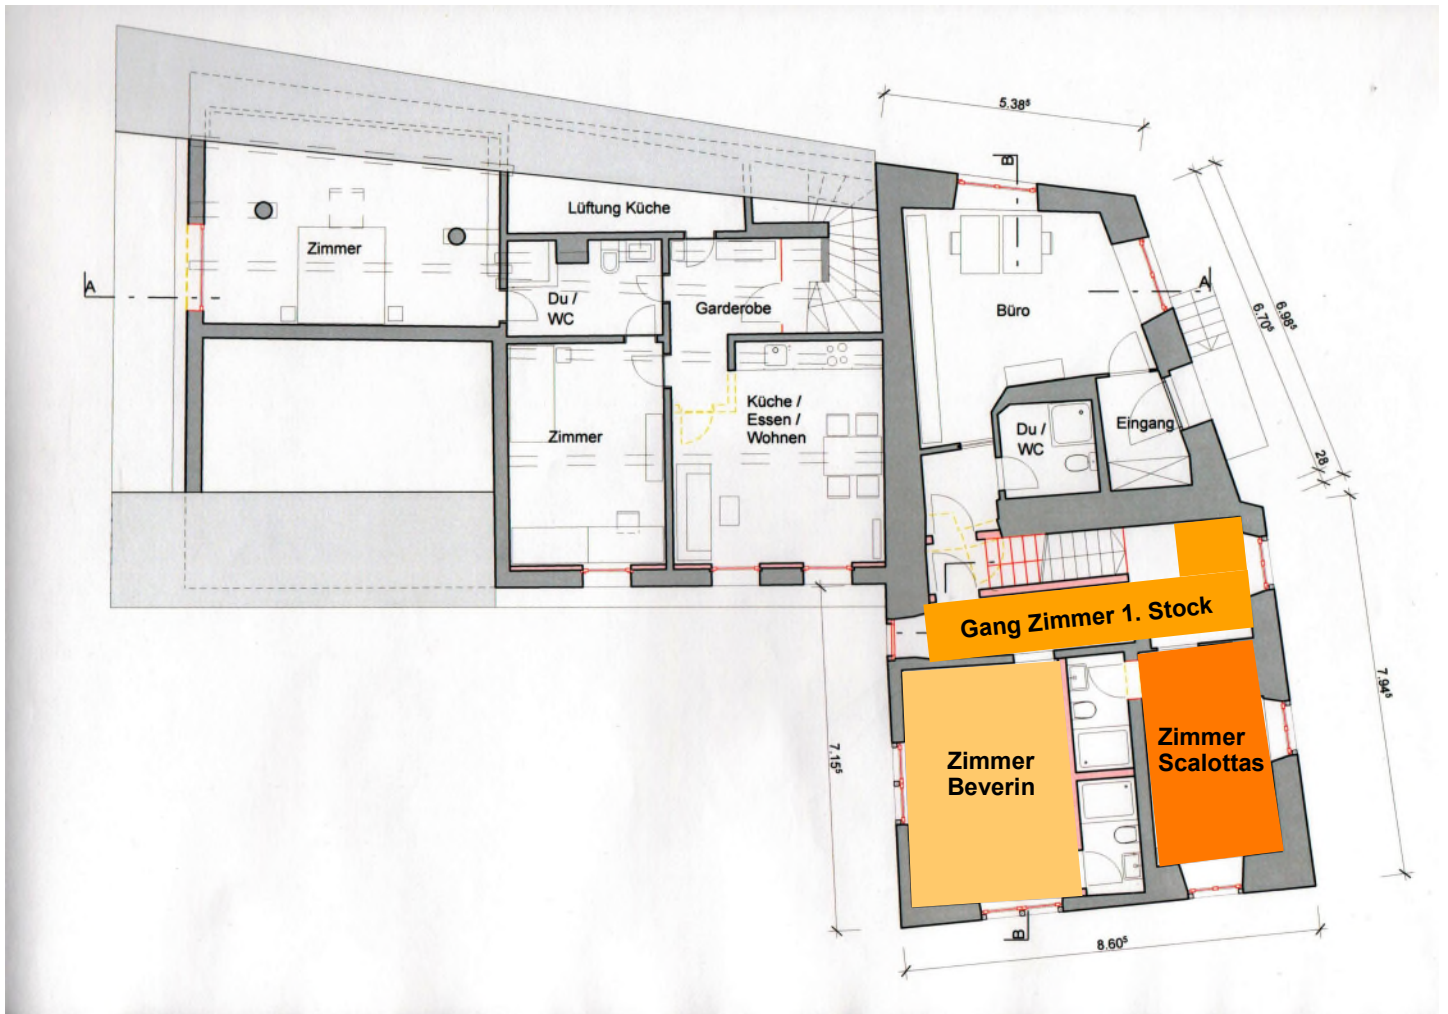 5.38⁵
B
Lüftung Küche
Zimmer
A
A
Du /
WC
Garderobe
Büro
6.98⁵
6.70⁵
Küche /
Essen /
Wohnen
Zimmer
Du /
WC
Eingang
28
Gang Zimmer 1. Stock
7.94⁵
7.15⁵
Zimmer
Beverin
Zimmer
Scalottas
B
8.60⁵